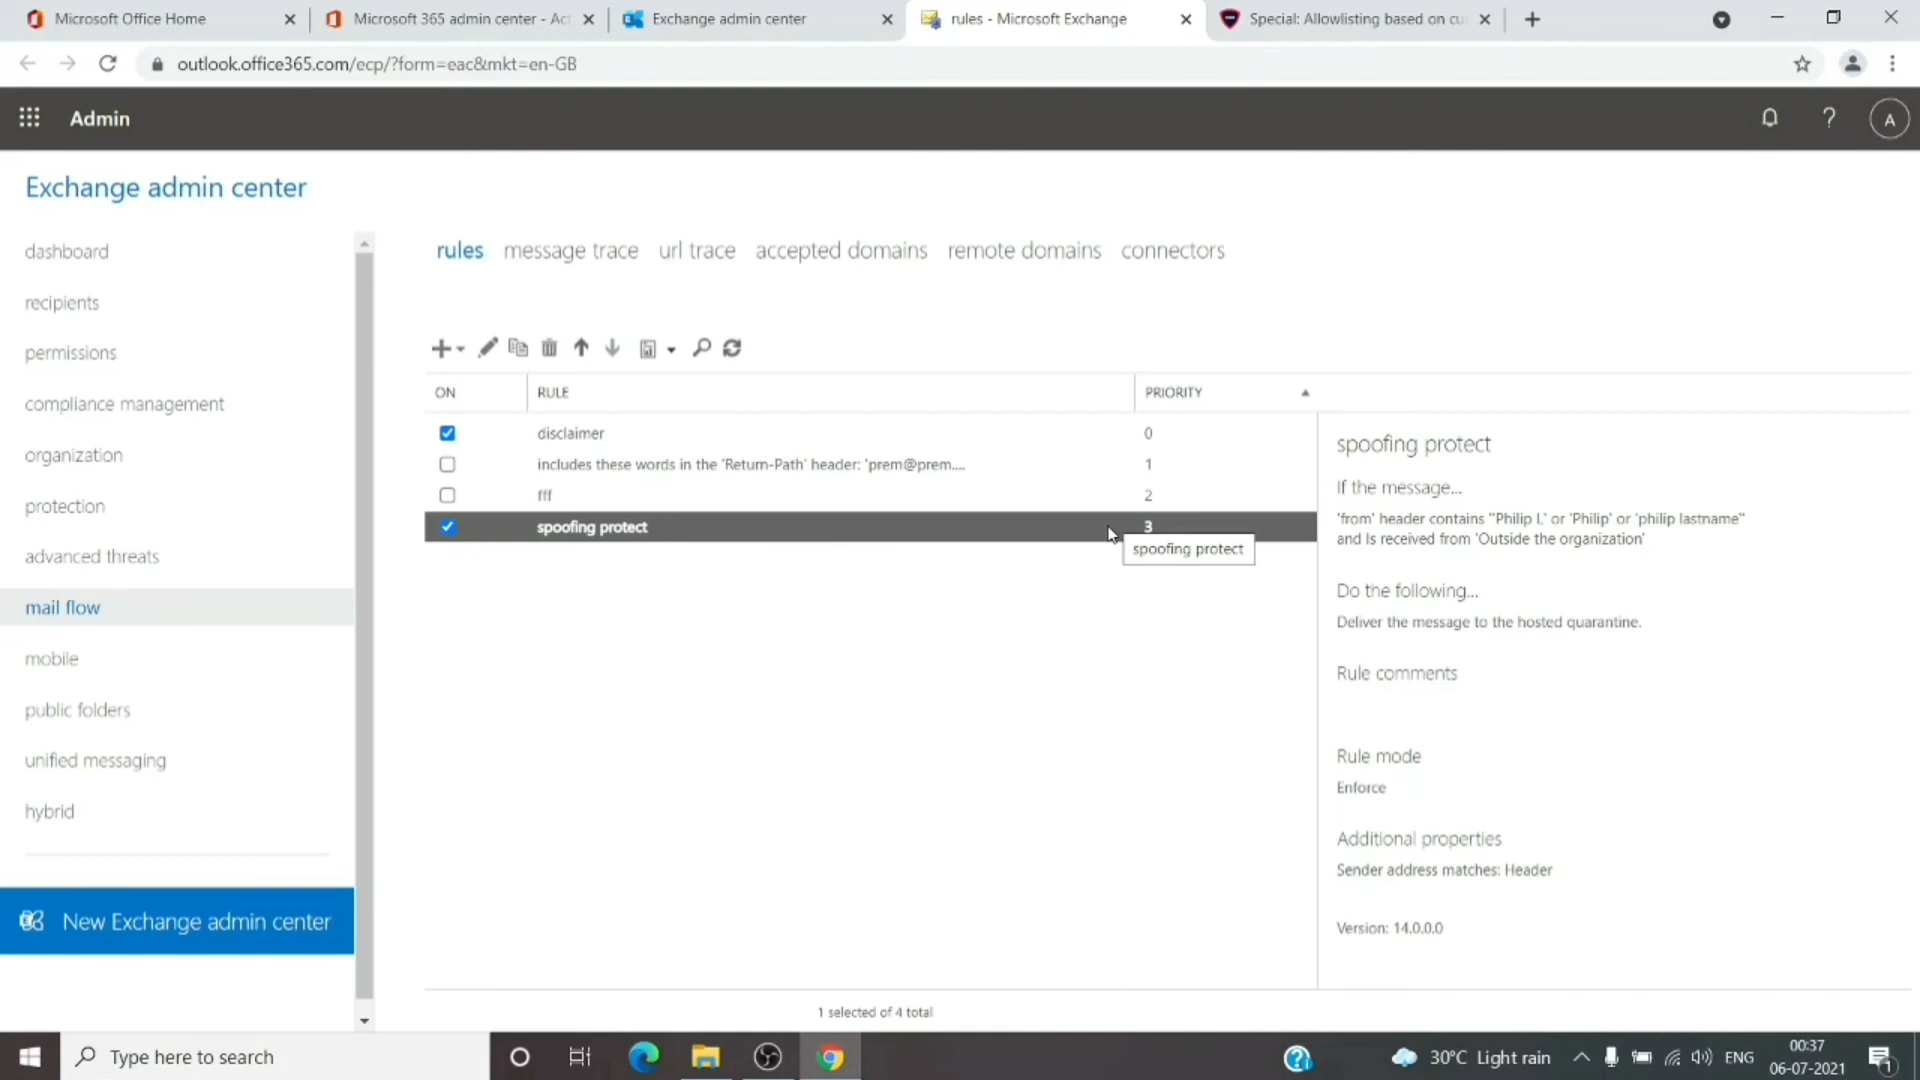 Microsoft Office Home
Microsoft 365 admin center - Act
Exchange admin center
rules - Microsoft Exchange
Special: Allowlisting based on cu
outlook.office365.com/ecp/?form=eac&mkt=en-GB
Admin
A
Exchange admin center
dashboard
recipients
permissions
compliance management
organization
protection
advanced threats
mail flow
mobile
public folders
unified messaging
hybrid
New Exchange admin center
rules message trace url trace accepted domains remote domains connectors
ON RULE PRIORITY
disclaimer 0
includes these words in the 'Return-Path' header: 'prem@prem.... 1
fff 2
spoofing protect 3
spoofing protect
spoofing protect
If the message...
'from' header contains ''Philip L' or 'Philip' or 'philip lastname''
and Is received from 'Outside the organization'
Do the following...
Deliver the message to the hosted quarantine.
Rule comments
Rule mode
Enforce
Additional properties
Sender address matches: Header
Version: 14.0.0.0
1 selected of 4 total
Type here to search
30°C Light rain
ENG
00:37
06-07-2021
1